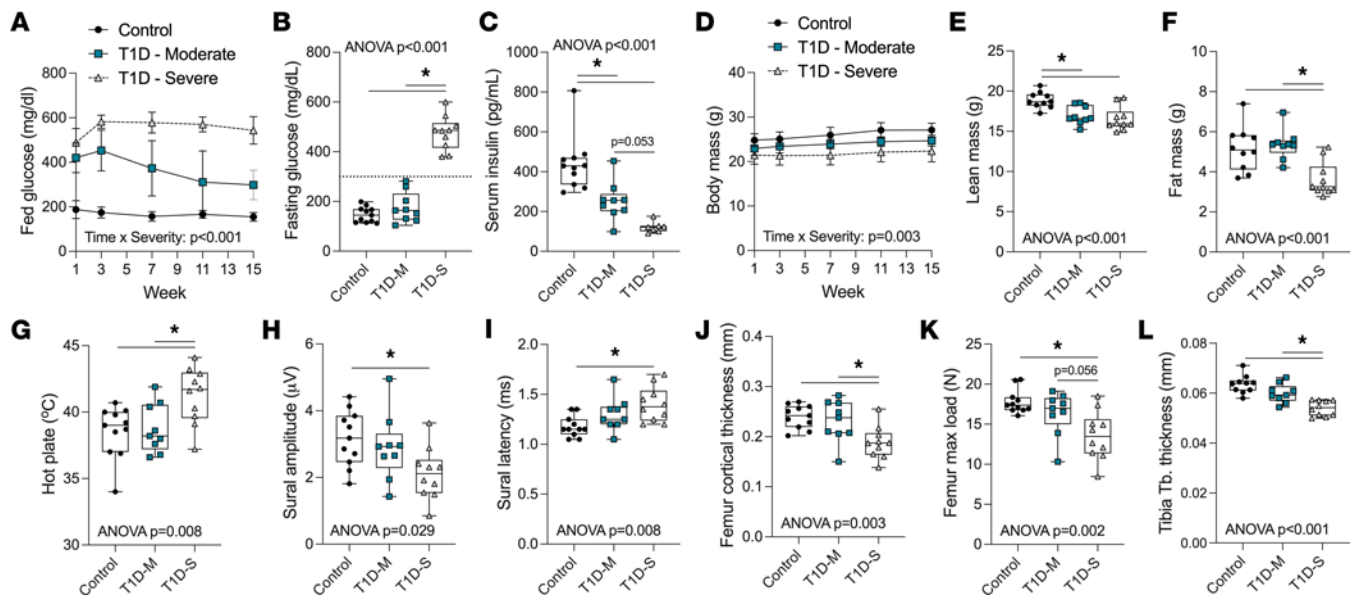 A
Control
T1D - Moderate
T1D - Severe
Fed glucose (mg/dl)
800
600
400
200
0
Time x Severity: p<0.001
1 3 5 7 9 11 13 15
Week
B
ANOVA p<0.001
*
Fasting glucose (mg/dL)
800
600
400
200
0
Control
T1D-M
T1D-S
C
ANOVA p<0.001
*
p=0.053
Serum insulin (pg/mL)
1000
800
600
400
200
0
Control
T1D-M
T1D-S
D
Control
T1D - Moderate
T1D - Severe
Body mass (g)
40
30
20
10
0
Time x Severity: p=0.003
1 3 5 7 9 11 13 15
Week
E
*
Lean mass (g)
25
20
15
10
5
0
ANOVA p<0.001
Control
T1D-M
T1D-S
F
*
Fat mass (g)
10
8
6
4
2
0
ANOVA p<0.001
Control
T1D-M
T1D-S
G
*
Hot plate (ºC)
45
40
35
30
ANOVA p=0.008
Control
T1D-M
T1D-S
H
*
Sural amplitude (µV)
6
4
2
0
ANOVA p=0.029
Control
T1D-M
T1D-S
I
*
Sural latency (ms)
2.0
1.5
1.0
0.5
0.0
ANOVA p=0.008
Control
T1D-M
T1D-S
J
*
Femur cortical thickness (mm)
0.4
0.3
0.2
0.1
0.0
ANOVA p=0.003
Control
T1D-M
T1D-S
K
*
p=0.056
Femur max load (N)
25
20
15
10
5
0
ANOVA p=0.002
Control
T1D-M
T1D-S
L
*
Tibia Tb. thickness (mm)
0.08
0.06
0.04
0.02
0.00
ANOVA p<0.001
Control
T1D-M
T1D-S